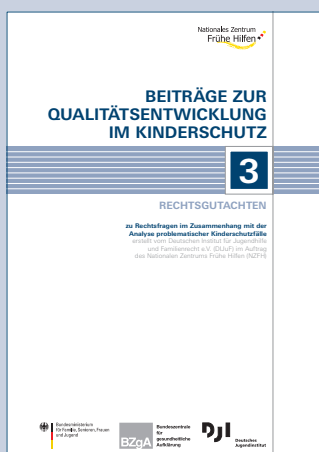 Nationales Zentrum
Frühe Hilfen
BEITRÄGE ZUR
QUALITÄTSENTWICKLUNG
IM KINDERSCHUTZ
3
RECHTSGUTACHTEN
zu Rechtsfragen im Zusammenhang mit der
Analyse problematischer Kinderschutzfälle
erstellt vom Deutschen Institut für Jugendhilfe
und Familienrecht e.V. (DIJuF) im Auftrag
des Nationalen Zentrums Frühe Hilfen (NZFH)
Bundesministerium
für Familie, Senioren, Frauen
und Jugend
BZgA
Bundeszentrale
für
gesundheitliche
Aufklärung
DJI
Deutsches
Jugendinstitut